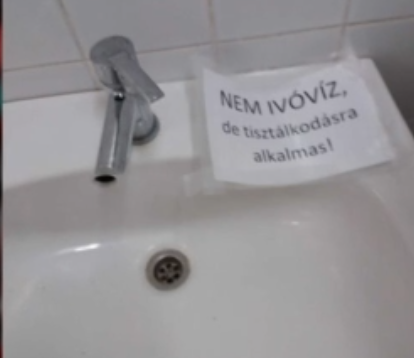 NEM IVÓVÍZ,
de tisztálkodásra
alkalmas!